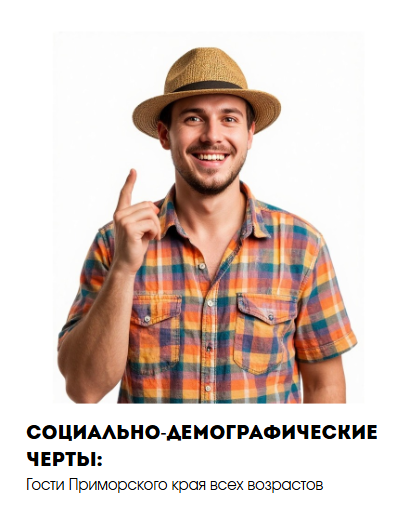 СОЦИАЛЬНО-ДЕМОГРАФИЧЕСКИЕ
ЧЕРТЫ:
Гости Приморского края всех возрастов